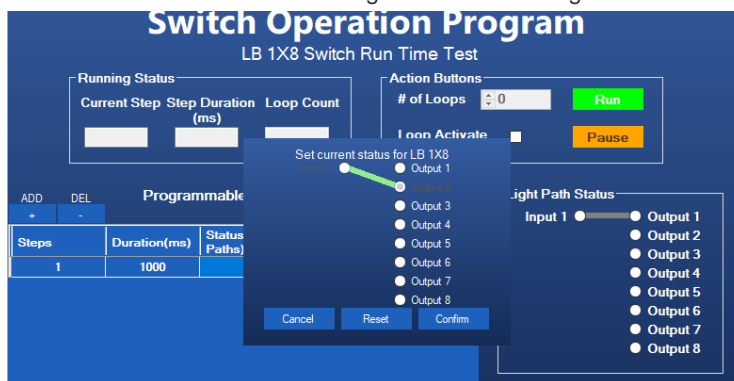 Switch Operation Program
LB 1X8 Switch Run Time Test
Running Status
Current Step Step Duration (ms) Loop Count
Action Buttons
# of Loops 0 Run
Loop Activate Pause
ADD DEL Programmable
+ -
Steps Duration(ms) Status Paths)
1 1000
Set current status for LB 1X8
Input 1 Output 1
Output 2
Output 3
Output 4
Output 5
Output 6
Output 7
Output 8
Cancel Reset Confirm
Light Path Status
Input 1 Output 1
Output 2
Output 3
Output 4
Output 5
Output 6
Output 7
Output 8